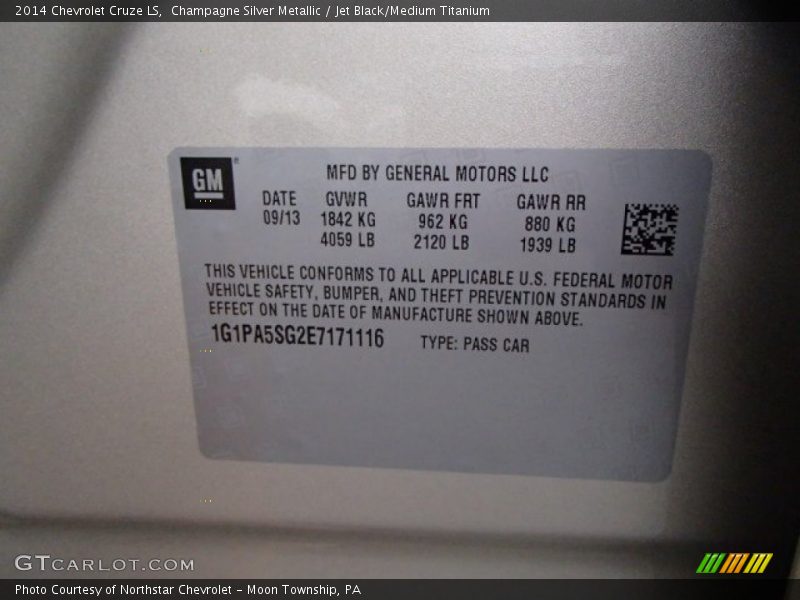 2014 Chevrolet Cruze LS,  Champagne Silver Metallic / Jet Black/Medium Titanium
GM
MFD BY GENERAL MOTORS LLC
DATE GVWR GAWR FRT GAWR RR
09/13 1842 KG 962 KG 880 KG
4059 LB 2120 LB 1939 LB
THIS VEHICLE CONFORMS TO ALL APPLICABLE U.S. FEDERAL MOTOR
VEHICLE SAFETY, BUMPER, AND THEFT PREVENTION STANDARDS IN
EFFECT ON THE DATE OF MANUFACTURE SHOWN ABOVE.
1G1PA5SG2E7171116 TYPE: PASS CAR
GTCARLOT.COM
Photo Courtesy of Northstar Chevrolet - Moon Township, PA